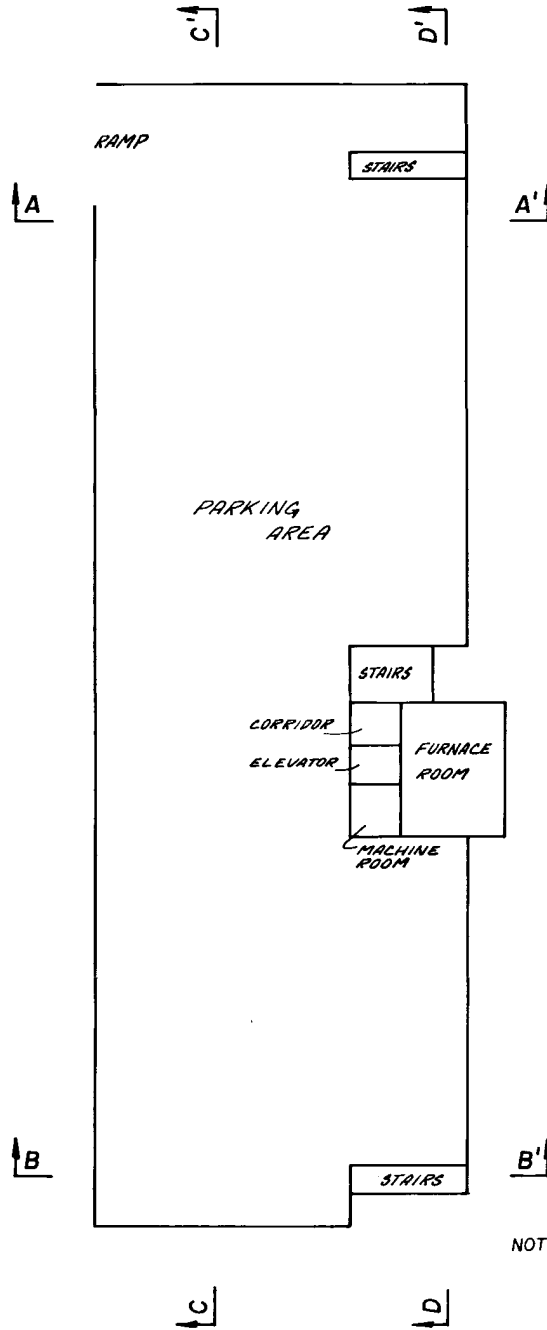 C'
D'
RAMP
STAIRS
A
A'
PARKING
AREA
STAIRS
CORRIDOR
FURNACE
ROOM
ELEVATOR
MACHINE
ROOM
B
STAIRS
B'
NOT
C
D